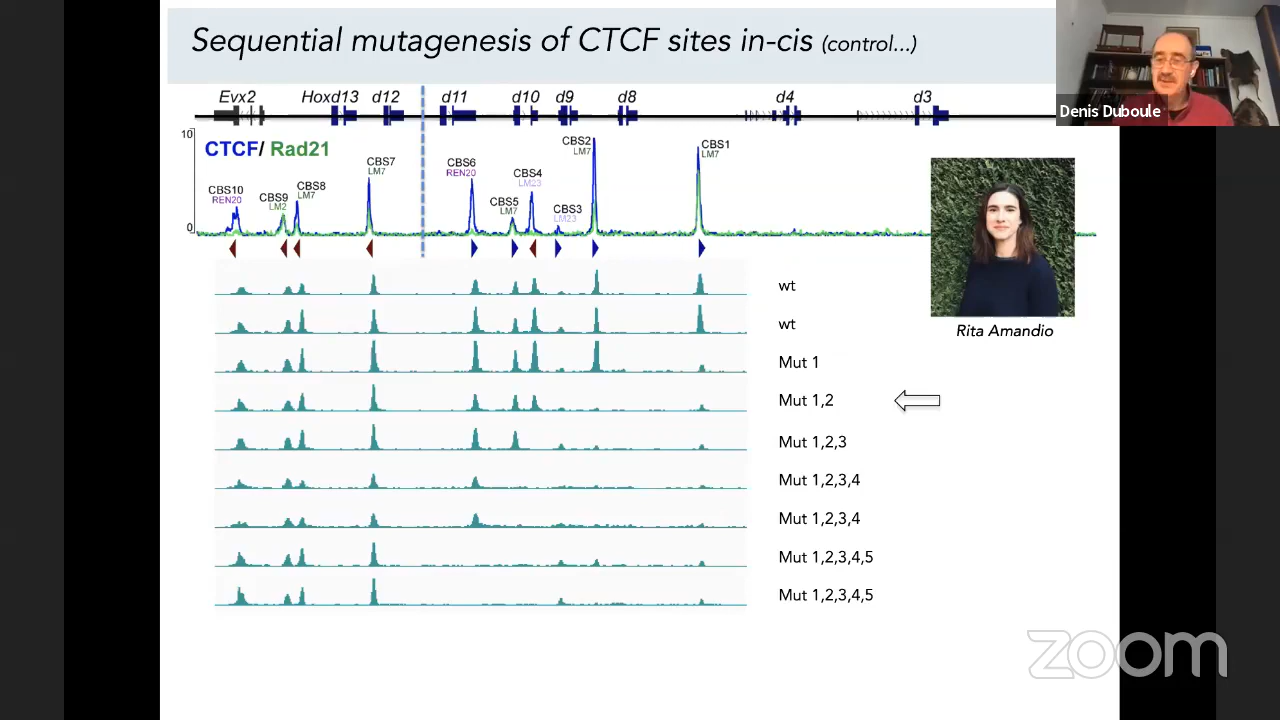 Sequential mutagenesis of CTCF sites in-cis (control...)
Denis Duboule
Evx2 Hoxd13 d12 d11 d10 d9 d8 d4 d3
10
CTCF/ Rad21
0
CBS10
REN20
CBS9
LM2
CBS8
LM7
CBS7
LM7
CBS6
REN20
CBS5
LM7
CBS4
LM23
CBS3
LM23
CBS2
LM7
CBS1
LM7
wt
wt
Mut 1
Mut 1,2
Mut 1,2,3
Mut 1,2,3,4
Mut 1,2,3,4
Mut 1,2,3,4,5
Mut 1,2,3,4,5
Rita Amandio
zoom